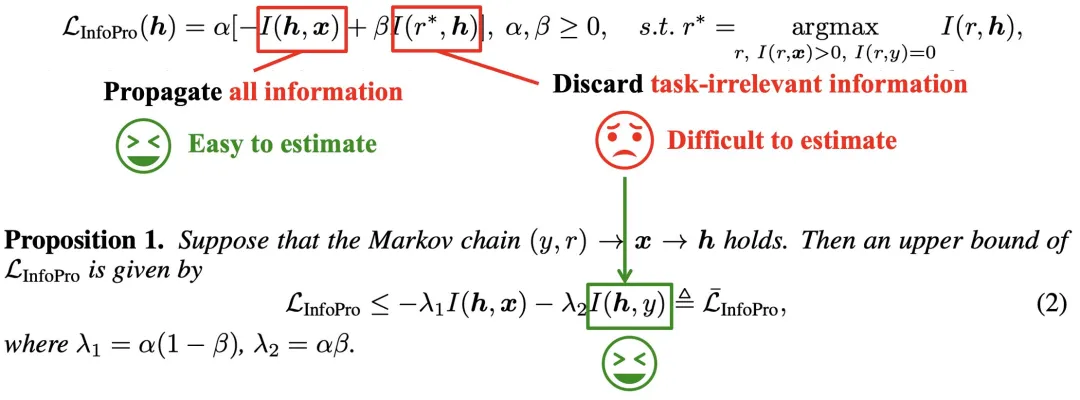 ℒ_InfoPro(h) = α[−I(h, x) + βI(r*, h)], α, β ≥ 0, s.t. r* = argmax_{r, I(r,x)>0, I(r,y)=0} I(r, h),
Propagate all information
Discard task-irrelevant information
Easy to estimate
Difficult to estimate
Proposition 1. Suppose that the Markov chain (y, r) → x → h holds. Then an upper bound of
ℒ_InfoPro is given by
ℒ_InfoPro ≤ −λ₁I(h, x) − λ₂I(h, y) ≜ ℒ̄_InfoPro, (2)
where λ₁ = α(1 − β), λ₂ = αβ.